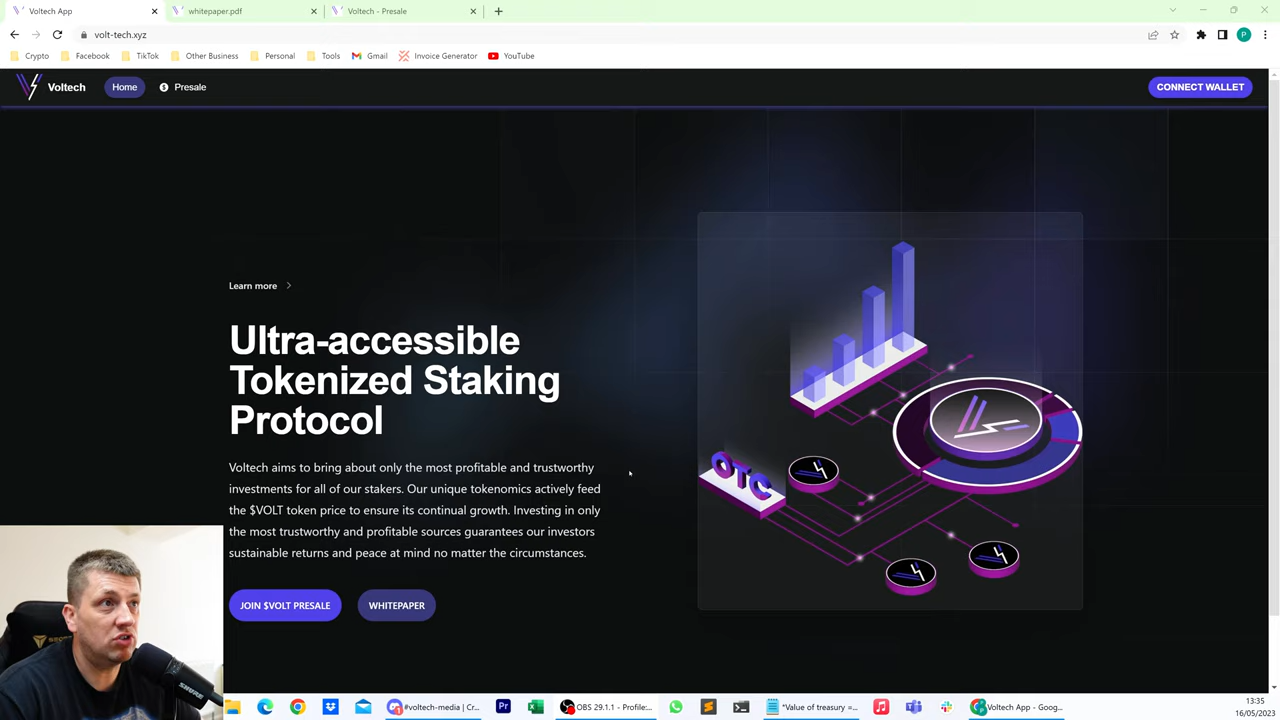 Voltech App
whitepaper.pdf
Voltech - Presale
volt-tech.xyz
P
Crypto
Facebook
TikTok
Other Business
Personal
Tools
Gmail
Invoice Generator
YouTube
Voltech
Home
Presale
CONNECT WALLET
Learn more
Ultra-accessible
Tokenized Staking
Protocol
Voltech aims to bring about only the most profitable and trustworthy
investments for all of our stakers. Our unique tokenomics actively feed
the $VOLT token price to ensure its continual growth. Investing in only
the most trustworthy and profitable sources guarantees our investors
sustainable returns and peace at mind no matter the circumstances.
JOIN $VOLT PRESALE
WHITEPAPER
OTC
SHURE
Pr
#voltech-media | Cr...
OBS 29.1.1 - Profile:...
*Value of treasury =...
Voltech App - Goog...
13:35
16/05/2023